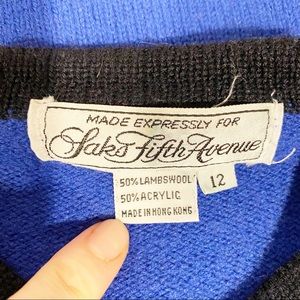 MADE EXPRESSLY FOR
Saks Fifth Avenue
50% LAMBSWOOL
50% ACRYLIC
MADE IN HONG KONG
12